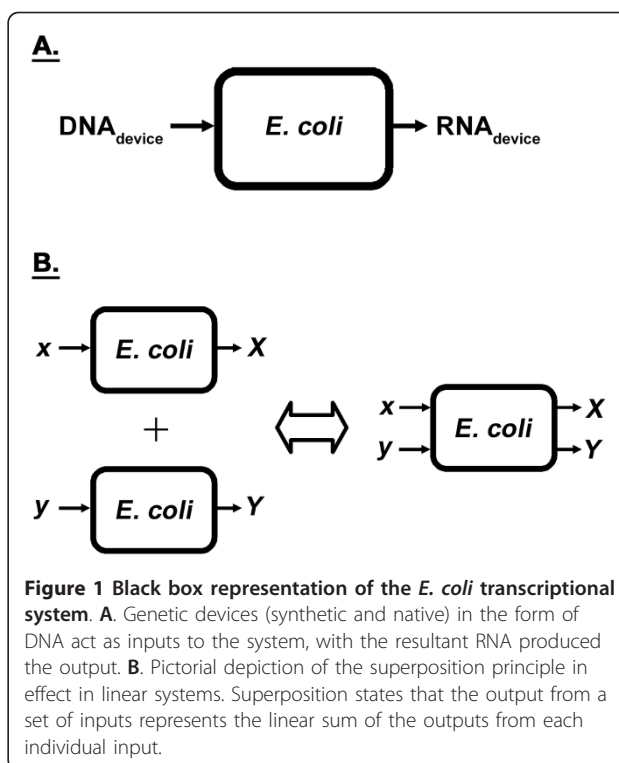 A.
DNAdevice E. coli RNAdevice
B.
x E. coli X
+
y E. coli Y
x X
E. coli
y Y
Figure 1 Black box representation of the E. coli transcriptional
system. A. Genetic devices (synthetic and native) in the form of
DNA act as inputs to the system, with the resultant RNA produced
the output. B. Pictorial depiction of the superposition principle in
effect in linear systems. Superposition states that the output from a
set of inputs represents the linear sum of the outputs from each
individual input.